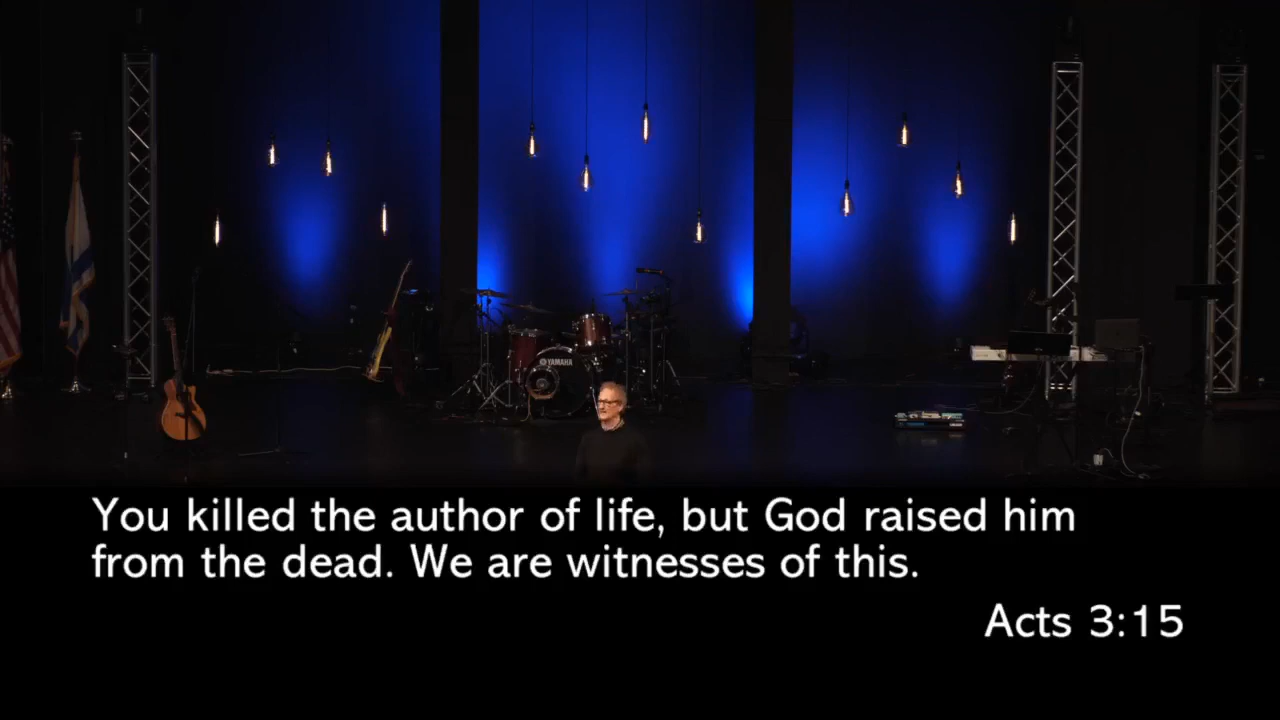 YAMAHA
You killed the author of life, but God raised him
from the dead. We are witnesses of this.
Acts 3:15